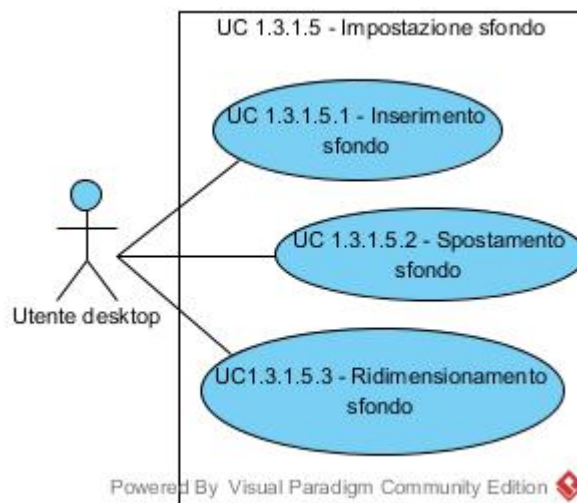 UC 1.3.1.5 - Impostazione sfondo
UC 1.3.1.5.1 - Inserimento
sfondo
UC 1.3.1.5.2 - Spostamento
sfondo
Utente desktop
UC1.3.1.5.3 - Ridimensionamento
sfondo
Powered By Visual Paradigm Community Edition